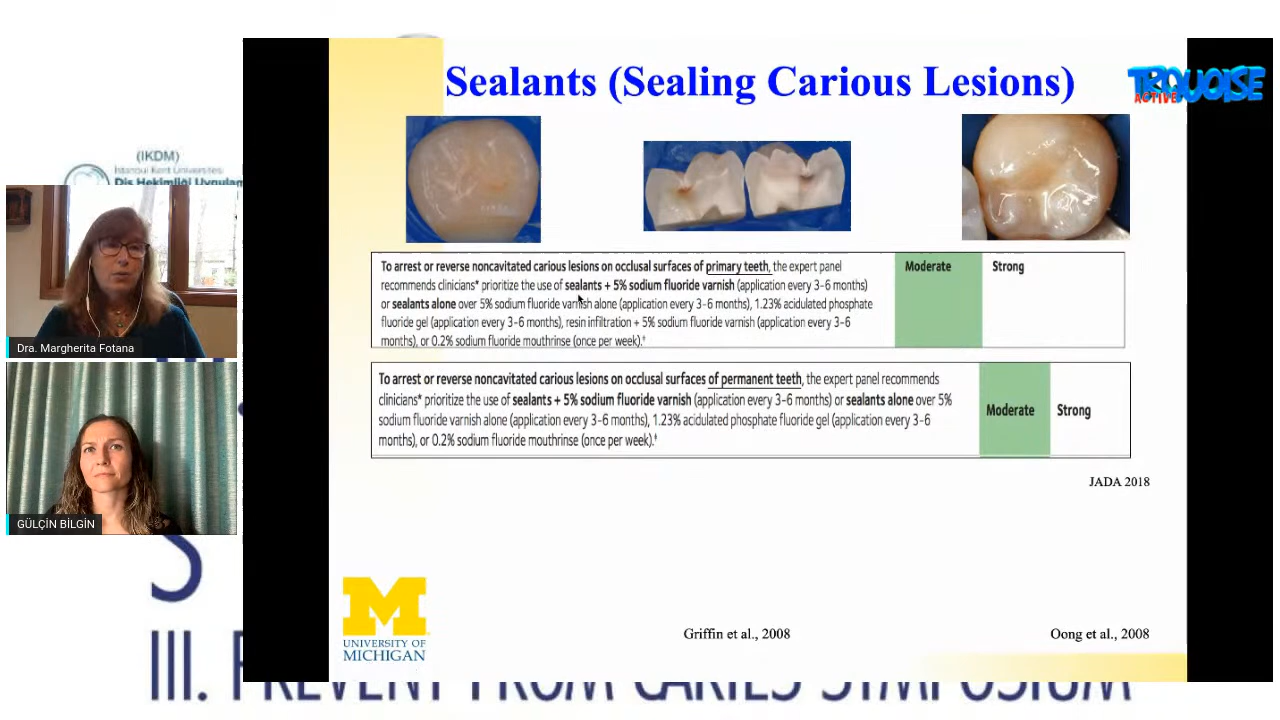 Sealants (Sealing Carious Lesions)
TRQUOISE
ACTIVE
(IKDM)
İstanbul Kent Üniversitesi
Diş Hekimliği Uygulam
To arrest or reverse noncavitated carious lesions on occlusal surfaces of primary teeth, the expert panel
recommends clinicians* prioritize the use of sealants + 5% sodium fluoride varnish (application every 3–6 months)
or sealants alone over 5% sodium fluoride varnish alone (application every 3–6 months), 1.23% acidulated phosphate
fluoride gel (application every 3–6 months), resin infiltration + 5% sodium fluoride varnish (application every 3–6
months), or 0.2% sodium fluoride mouthrinse (once per week).†
Moderate
Strong
To arrest or reverse noncavitated carious lesions on occlusal surfaces of permanent teeth, the expert panel recommends
clinicians* prioritize the use of sealants + 5% sodium fluoride varnish (application every 3–6 months) or sealants alone over 5%
sodium fluoride varnish alone (application every 3–6 months), 1.23% acidulated phosphate fluoride gel (application every 3–6
months), or 0.2% sodium fluoride mouthrinse (once per week).‡
Moderate
Strong
JADA 2018
Dra. Margherita Fotana
GÜLÇİN BİLGİN
M
UNIVERSITY OF
MICHIGAN
Griffin et al., 2008
Oong et al., 2008
S
III. PREVENT FROM CARIES SYMPOSIUM